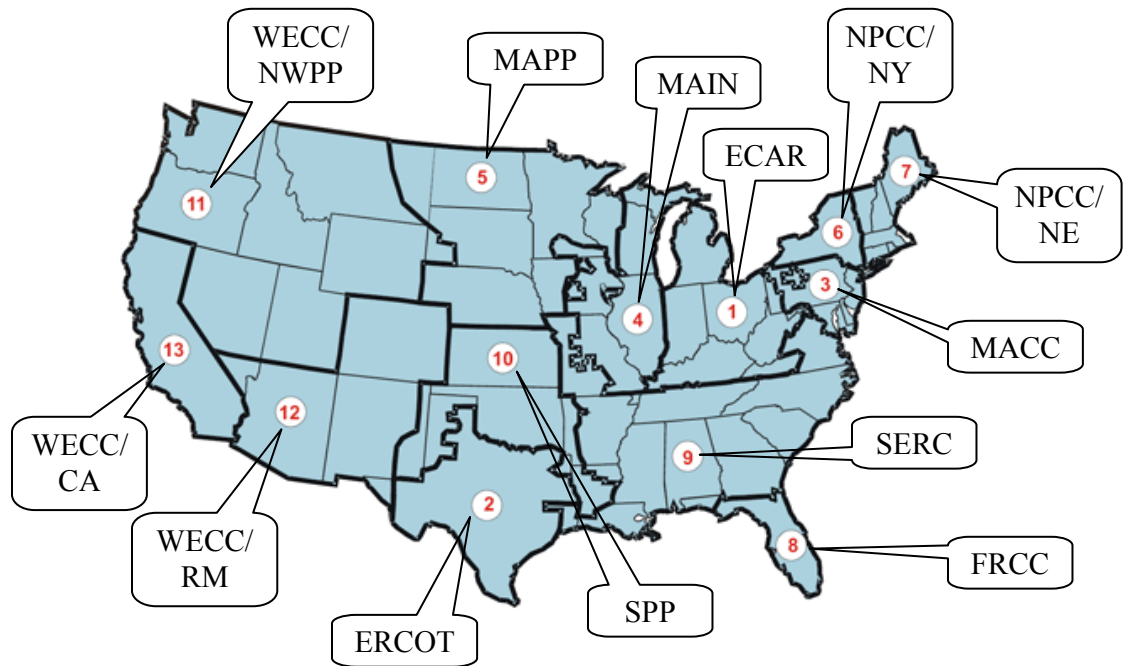 WECC/
NWPP
MAPP
MAIN
ECAR
NPCC/
NY
NPCC/
NE
MACC
SERC
FRCC
SPP
ERCOT
WECC/
RM
WECC/
CA
11
5
7
6
3
4
1
13
10
12
9
2
8